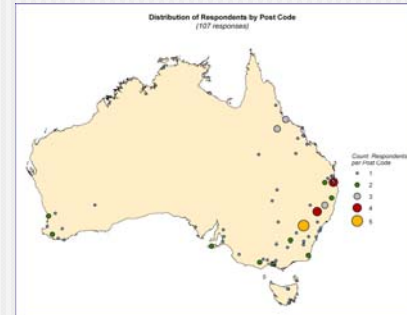 Distribution of Respondents by Post Code
(107 responses)
Count: Respondents
per Post Code
1
2
3
4
5